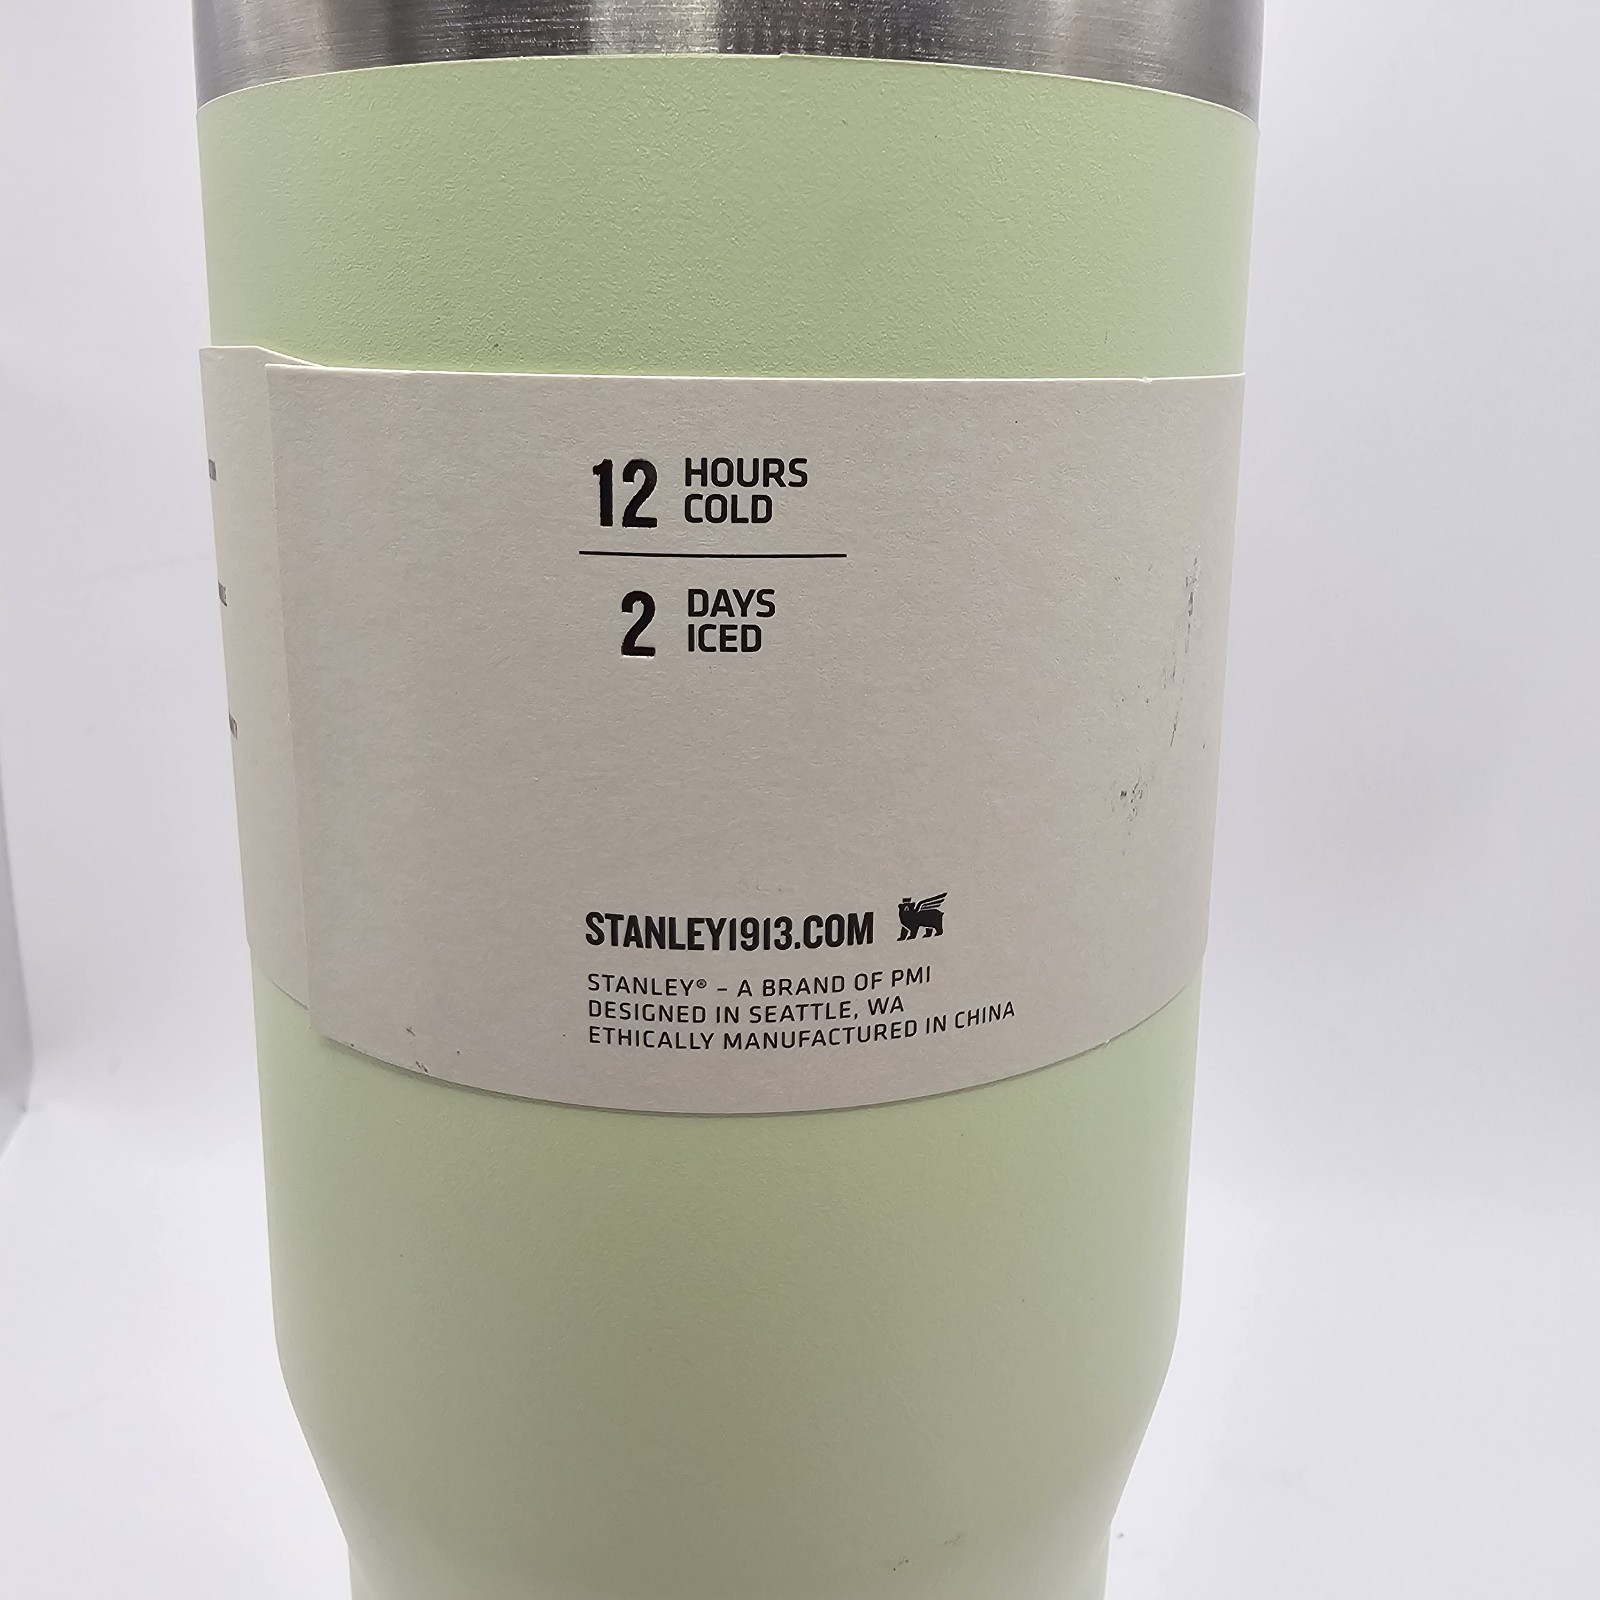 12 HOURS
COLD
2 DAYS
ICED
STANLEY1913.COM
STANLEY® – A BRAND OF PMI
DESIGNED IN SEATTLE, WA
ETHICALLY MANUFACTURED IN CHINA